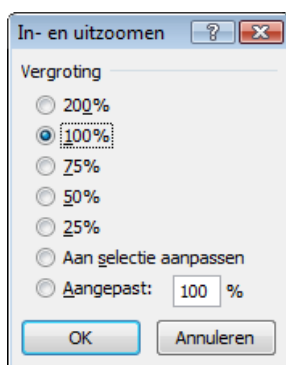 In- en uitzoomen
Vergroting
200%
100%
75%
50%
25%
Aan selectie aanpassen
Aangepast: 100 %
OK Annuleren